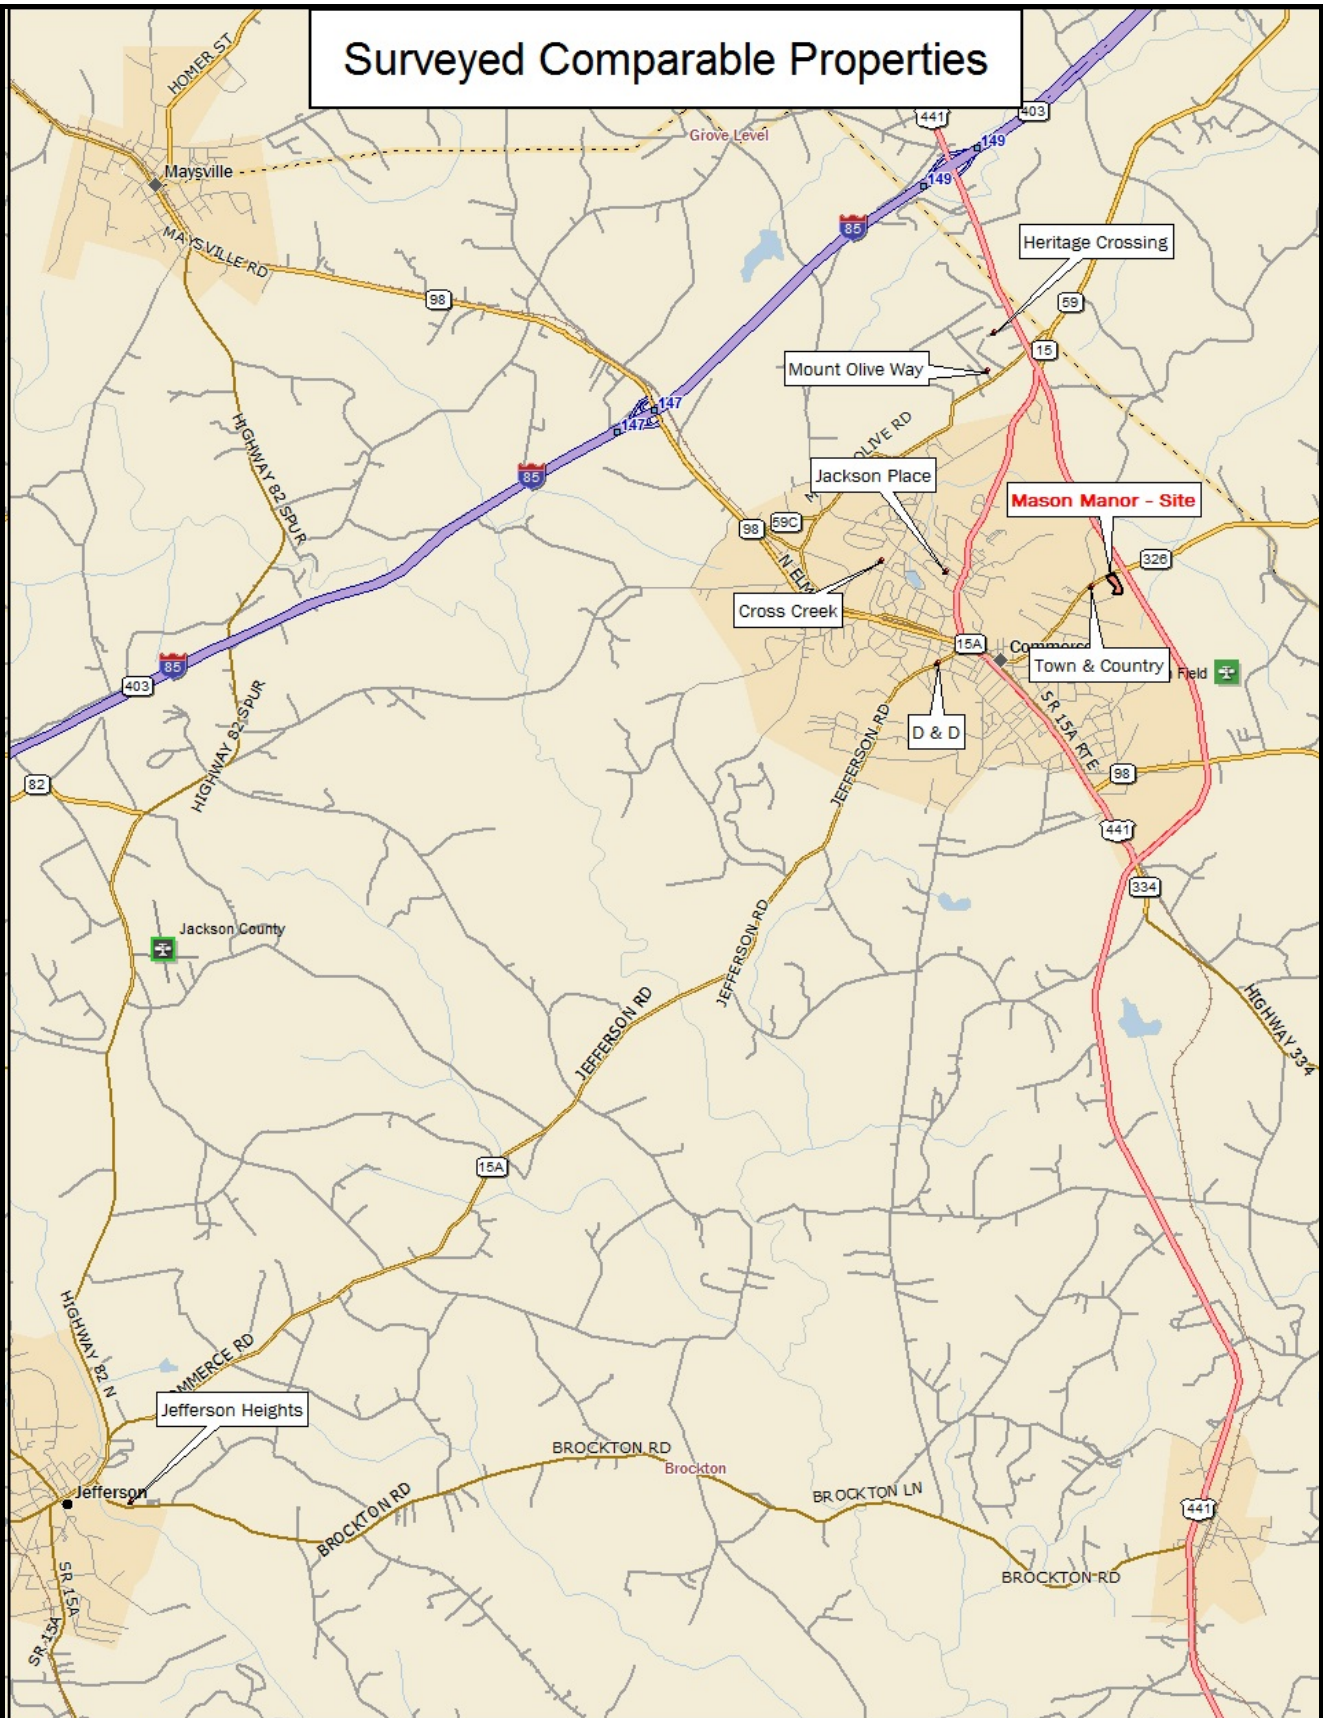 Surveyed Comparable Properties
HOMER ST
441
403
Grove Level
149
149
Maysville
85
Heritage Crossing
MAYSVILLE RD
98
59
15
Mount Olive Way
147
147
HIGHWAY 82 SPUR
OLIVE RD
85
Jackson Place
Mason Manor - Site
98
59C
N ELM
326
Cross Creek
15A
Town & Country
Field
85
403
HIGHWAY 82 SPUR
D & D
SR 15A RTE
JEFFERSON RD
98
82
441
334
Jackson County
JEFFERSON RD
HIGHWAY 334
JEFFERSON RD
15A
HIGHWAY 82 N
OMMERCE RD
Jefferson Heights
BROCKTON RD
Brockton
Jefferson
BROCKTON LN
BROCKTON RD
441
BROCKTON RD
SR 15A
SR 15A